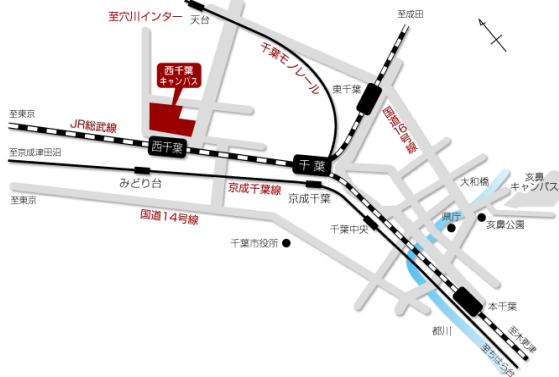 至穴川インター
天台
至成田
千葉モノレール
西千葉
キャンパス
東千葉
国道16号線
至東京
JR総武線
西千葉
千葉
至京成津田沼
みどり台
京成千葉線
京成千葉
大和橋
亥鼻
キャンパス
至東京
国道14号線
千葉中央
県庁
亥鼻公園
千葉市役所
本千葉
都川
至木更津
至ちはら台